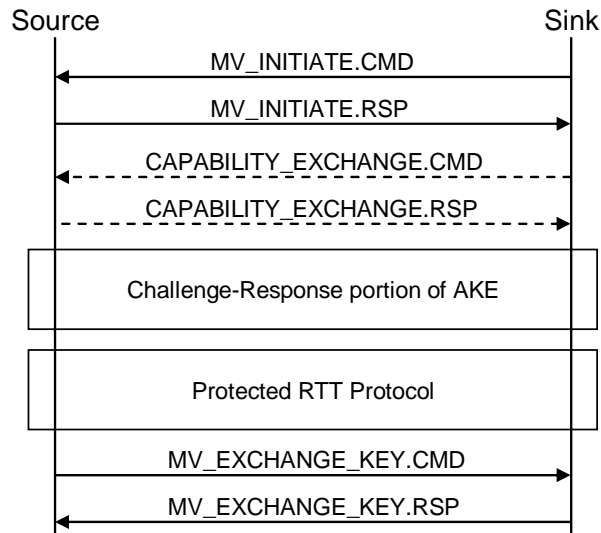 Source Sink
MV_INITIATE.CMD
MV_INITIATE.RSP
CAPABILITY_EXCHANGE.CMD
CAPABILITY_EXCHANGE.RSP
Challenge-Response portion of AKE
Protected RTT Protocol
MV_EXCHANGE_KEY.CMD
MV_EXCHANGE_KEY.RSP